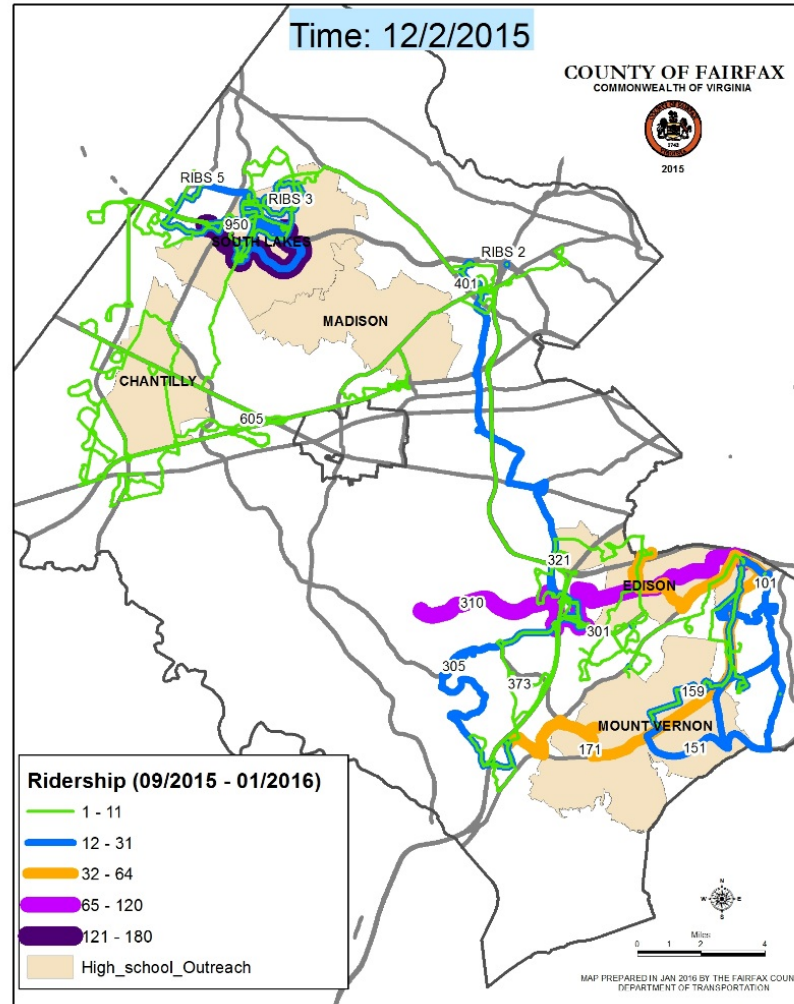 Time: 12/2/2015
COUNTY OF FAIRFAX
COMMONWEALTH OF VIRGINIA
1742
2015
RIBS 5
RIBS 3
950
SOUTH LAKES
RIBS 2
401
MADISON
CHANTILLY
605
321
EDISON
101
310
301
305
373
159
MOUNT VERNON
171
151
Ridership (09/2015 - 01/2016)
1 - 11
12 - 31
32 - 64
65 - 120
121 - 180
High_school_Outreach
N
W E
S
Miles
0 1 2 4
MAP PREPARED IN JAN 2016 BY THE FAIRFAX COUN
DEPARTMENT OF TRANSPORTATION